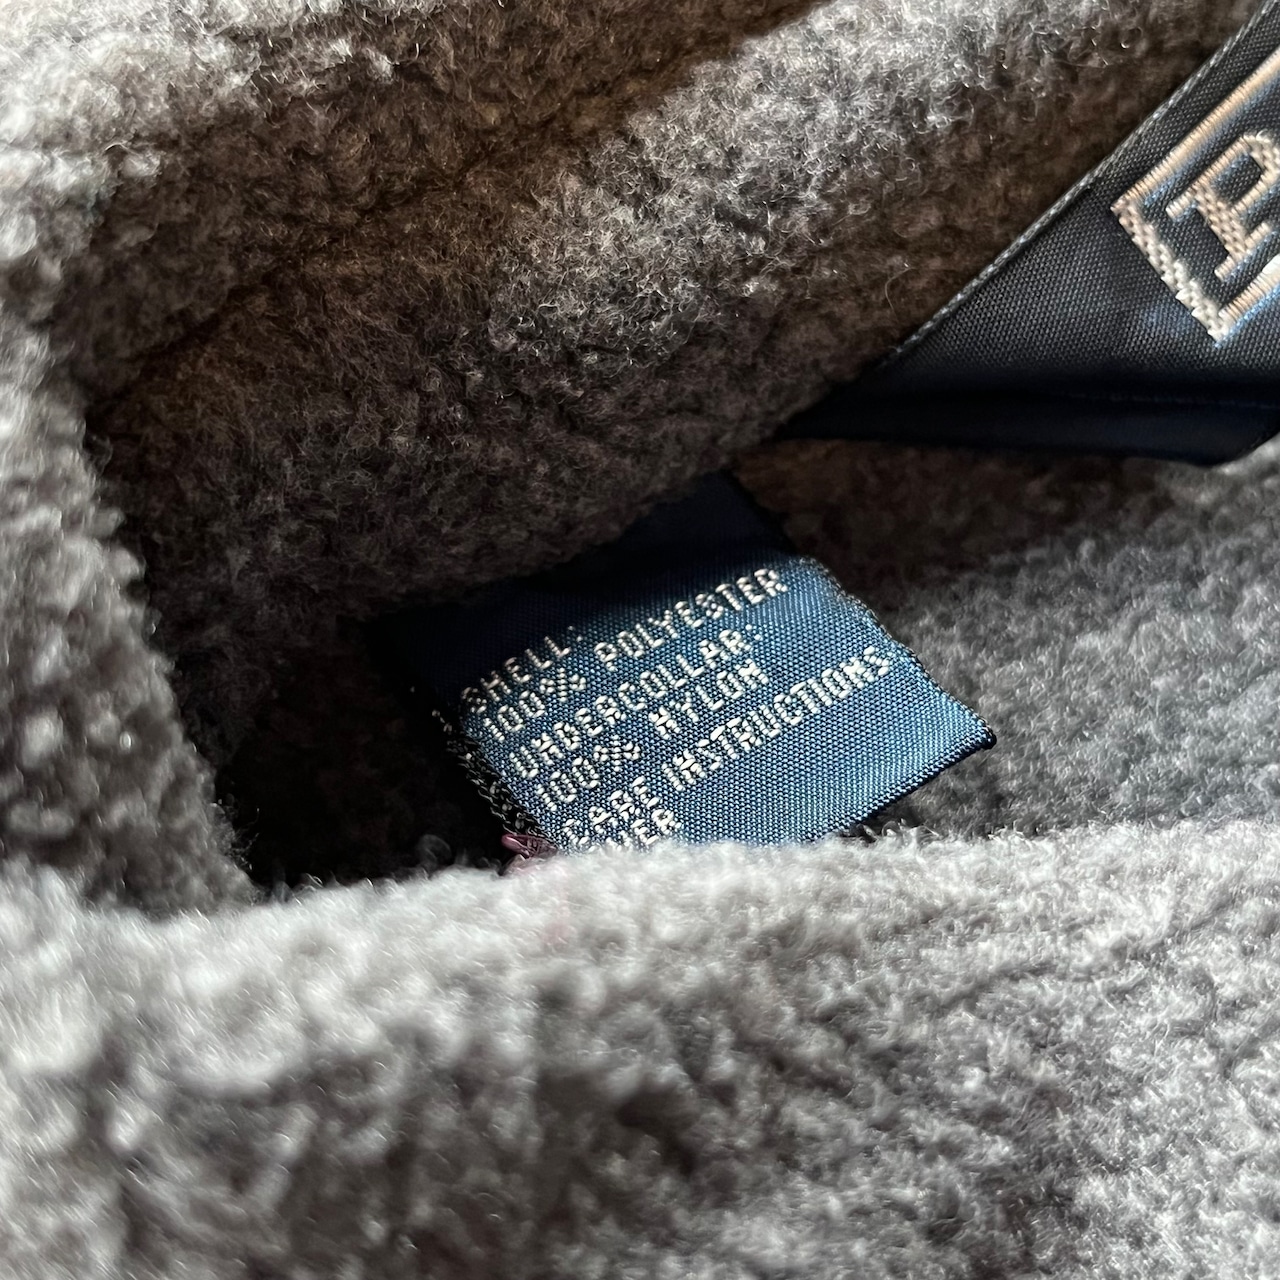 SHELL:
100% POLYESTER
UNDERCOLLAR:
100% NYLON
CARE INSTRUCTIONS
P